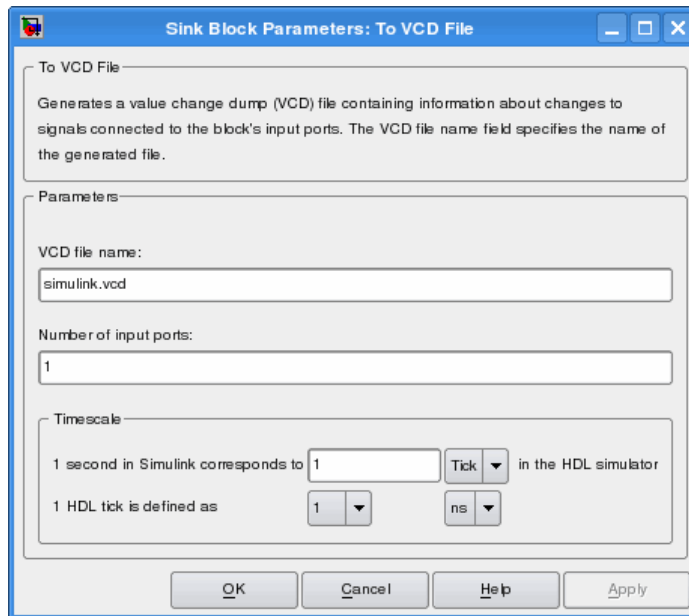 Sink Block Parameters: To VCD File
To VCD File
Generates a value change dump (VCD) file containing information about changes to
signals connected to the block's input ports. The VCD file name field specifies the name of
the generated file.
Parameters
VCD file name:
simulink.vcd
Number of input ports:
1
Timescale
1 second in Simulink corresponds to 1 Tick in the HDL simulator
1 HDL tick is defined as 1 ns
OK Cancel Help Apply